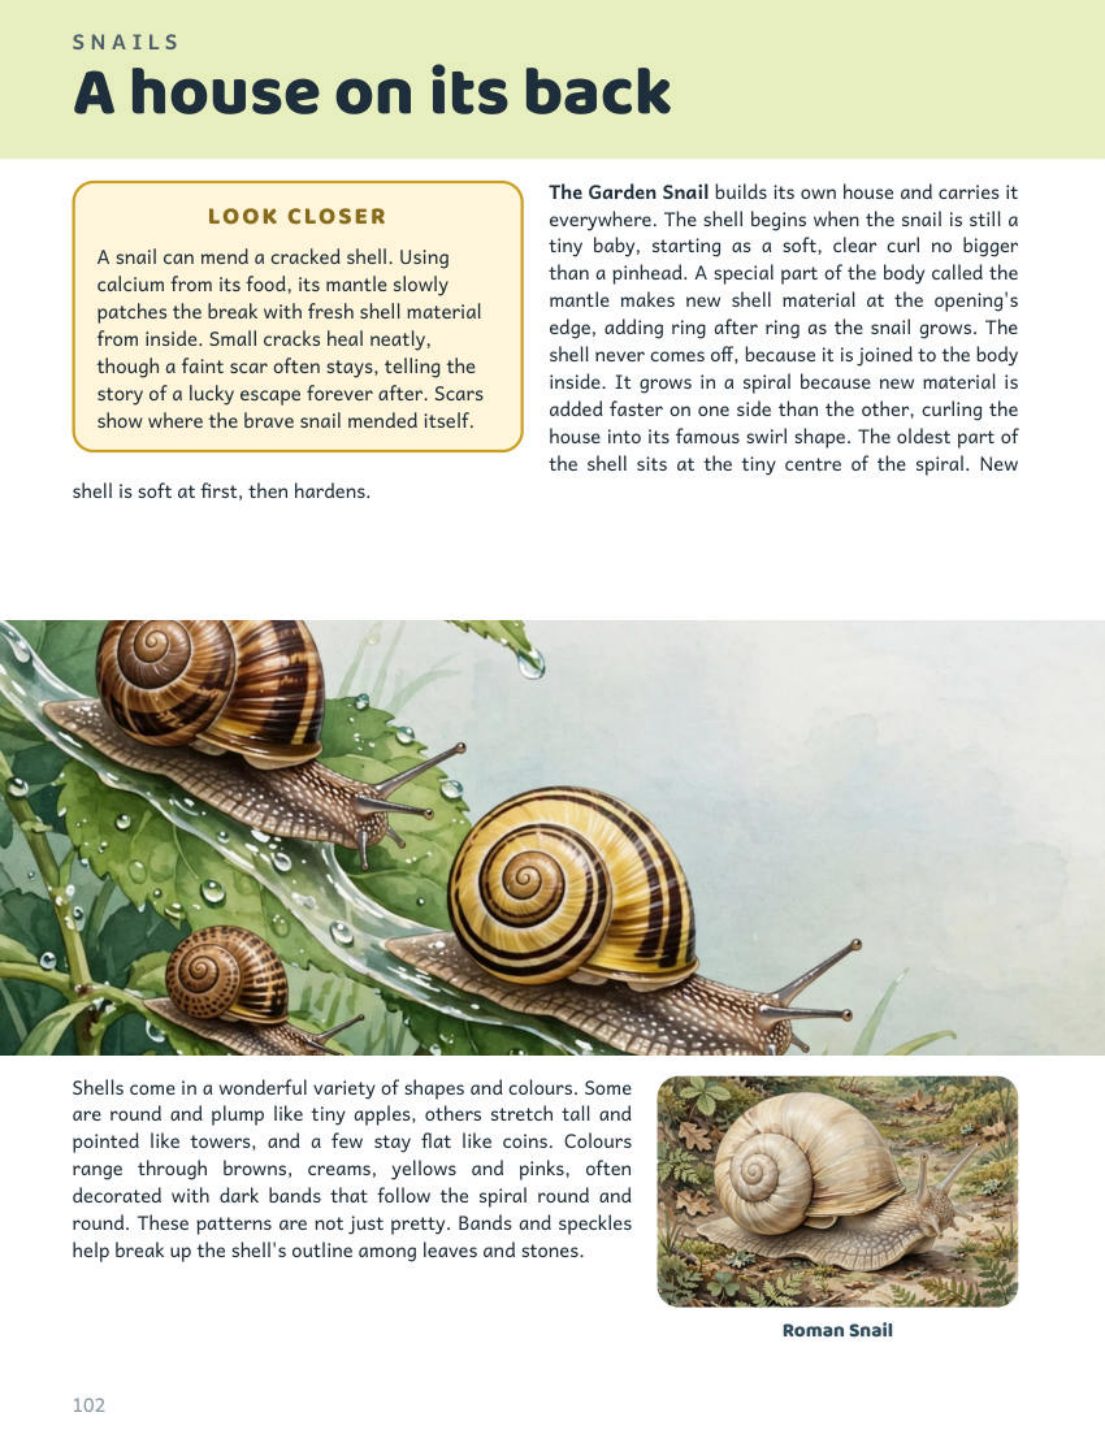 SNAILS
A house on its back
LOOK CLOSER
A snail can mend a cracked shell. Using
calcium from its food, its mantle slowly
patches the break with fresh shell material
from inside. Small cracks heal neatly,
though a faint scar often stays, telling the
story of a lucky escape forever after. Scars
show where the brave snail mended itself.
The Garden Snail builds its own house and carries it
everywhere. The shell begins when the snail is still a
tiny baby, starting as a soft, clear curl no bigger
than a pinhead. A special part of the body called the
mantle makes new shell material at the opening's
edge, adding ring after ring as the snail grows. The
shell never comes off, because it is joined to the body
inside. It grows in a spiral because new material is
added faster on one side than the other, curling the
house into its famous swirl shape. The oldest part of
the shell sits at the tiny centre of the spiral. New
shell is soft at first, then hardens.
Shells come in a wonderful variety of shapes and colours. Some
are round and plump like tiny apples, others stretch tall and
pointed like towers, and a few stay flat like coins. Colours
range through browns, creams, yellows and pinks, often
decorated with dark bands that follow the spiral round and
round. These patterns are not just pretty. Bands and speckles
help break up the shell's outline among leaves and stones.
Roman Snail
102